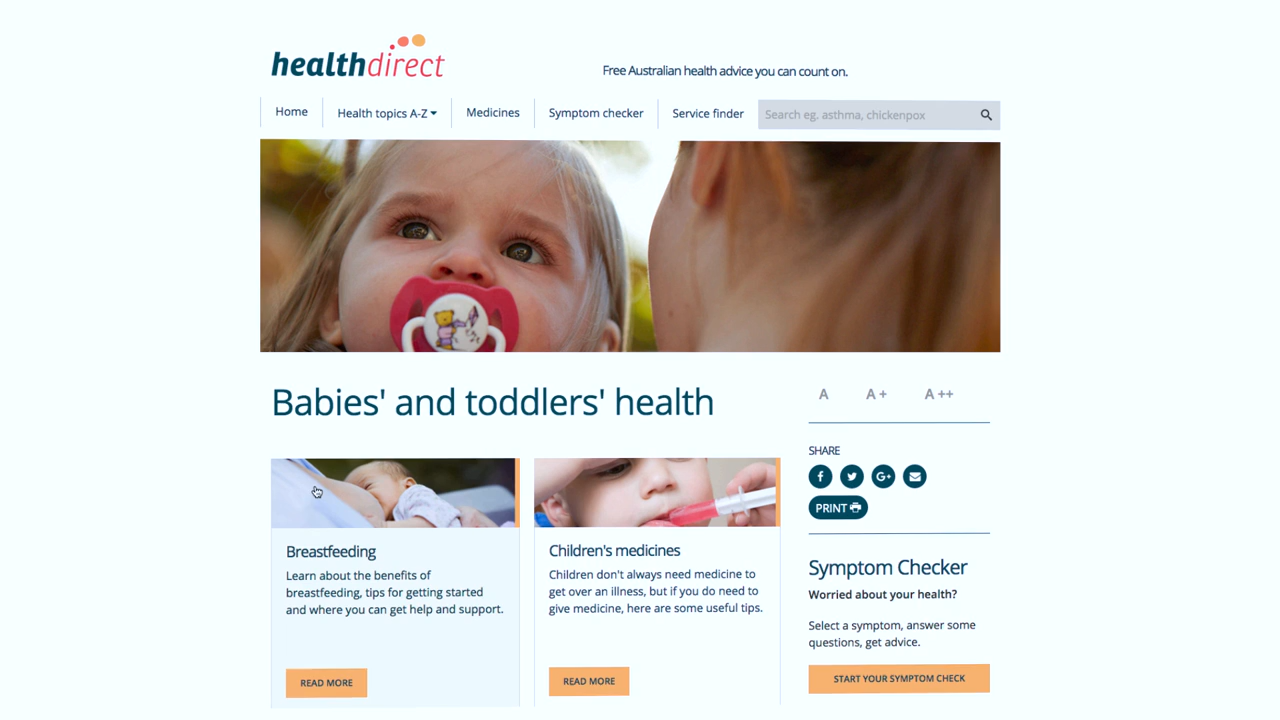 healthdirect
Free Australian health advice you can count on.
Home
Health topics A-Z
Medicines
Symptom checker
Service finder
Search eg. asthma, chickenpox
Babies' and toddlers' health
A
A +
A ++
SHARE
PRINT
Breastfeeding
Learn about the benefits of
breastfeeding, tips for getting started
and where you can get help and support.
READ MORE
Children's medicines
Children don't always need medicine to
get over an illness, but if you do need to
give medicine, here are some useful tips.
READ MORE
Symptom Checker
Worried about your health?
Select a symptom, answer some
questions, get advice.
START YOUR SYMPTOM CHECK